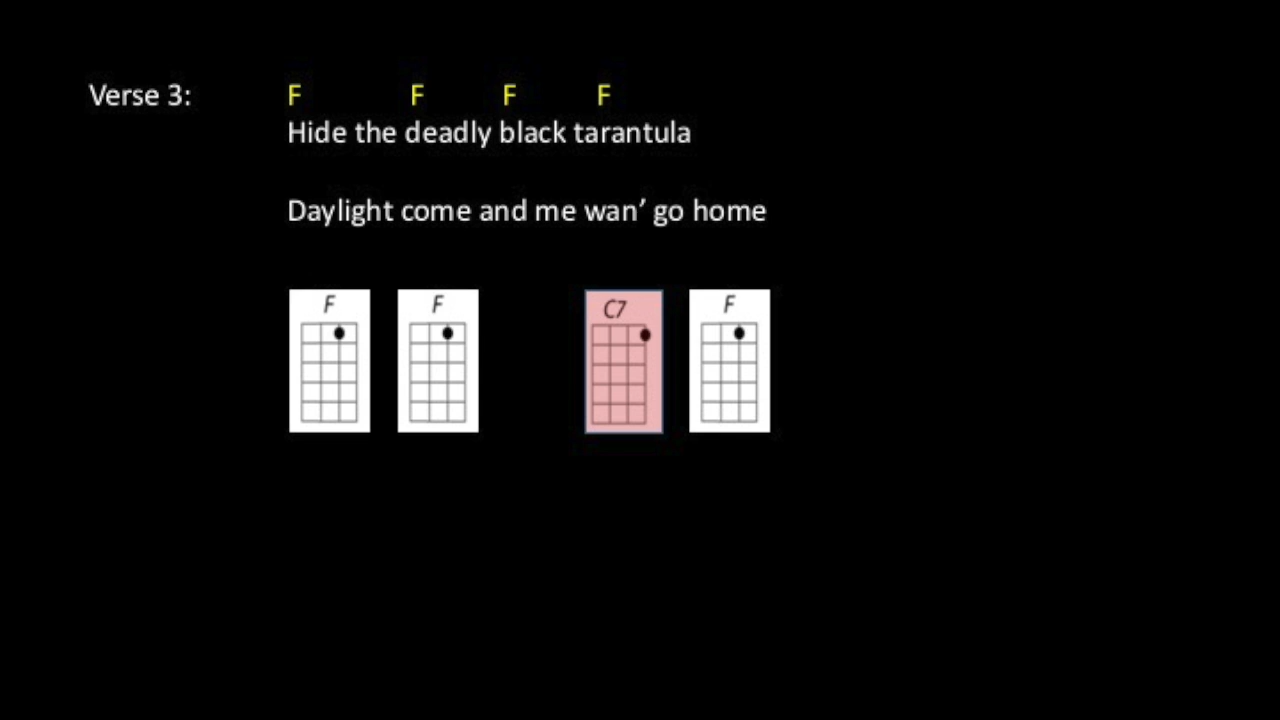 Verse 3: F F F F
Hide the deadly black tarantula
Daylight come and me wan’ go home
F F C7 F